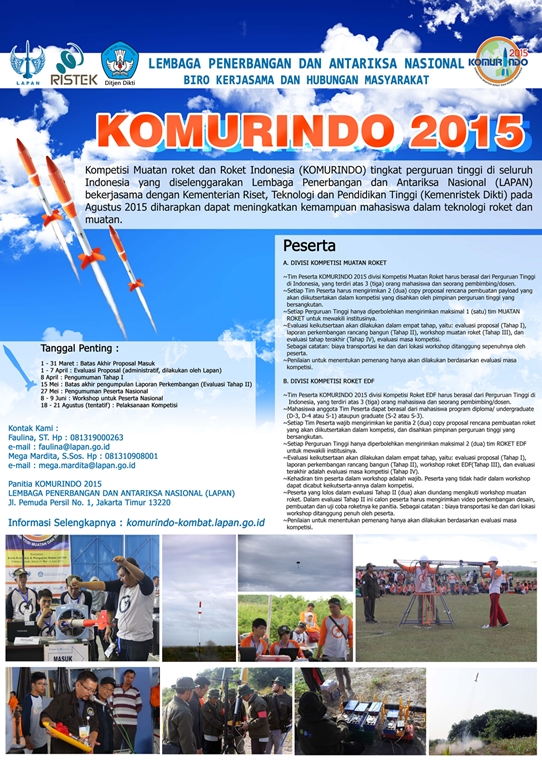 LAPAN
RISTEK
Ditjen Dikti
LEMBAGA PENERBANGAN DAN ANTARIKSA NASIONAL
BIRO KERJASAMA DAN HUBUNGAN MASYARAKAT
2015
KOMURINDO
KOMURINDO 2015
Kompetisi Muatan roket dan Roket Indonesia (KOMURINDO) tingkat perguruan tinggi di seluruh
Indonesia yang diselenggarakan Lembaga Penerbangan dan Antariksa Nasional (LAPAN)
bekerjasama dengan Kementerian Riset, Teknologi dan Pendidikan Tinggi (Kemenristek Dikti) pada
Agustus 2015 diharapkan dapat meningkatkan kemampuan mahasiswa dalam teknologi roket dan
muatan.
Peserta
A. DIVISI KOMPETISI MUATAN ROKET
~Tim Peserta KOMURINDO 2015 divisi Kompetisi Muatan Roket harus berasal dari Perguruan Tinggi
di Indonesia, yang terdiri atas 3 (tiga) orang mahasiswa dan seorang pembimbing/dosen.
~Setiap Tim Peserta harus mengirimkan 2 (dua) copy proposal rencana pembuatan payload yang
akan diikutsertakan dalam kompetisi yang disahkan oleh pimpinan perguruan tinggi yang
bersangkutan.
~Setiap Perguruan Tinggi hanya diperbolehkan mengirimkan maksimal 1 (satu) tim MUATAN
ROKET untuk mewakili institusinya.
~Evaluasi keikutsertaan akan dilakukan dalam empat tahap, yaitu: evaluasi proposal (Tahap I),
laporan perkembangan rancang bangun (Tahap II), workshop muatan roket (Tahap III), dan
evaluasi tahap terakhir (Tahap IV), evaluasi masa kompetisi.
Sebagai catatan: biaya transportasi ke dan dari lokasi workshop ditanggung sepenuhnya oleh
peserta.
~Penilaian untuk menentukan pemenang hanya akan dilakukan berdasarkan evaluasi masa
kompetisi.
B. DIVISI KOMPETISI ROKET EDF
~Tim Peserta KOMURINDO 2015 divisi Kompetisi Roket EDF harus berasal dari Perguruan Tinggi di
Indonesia, yang terdiri atas 3 (tiga) orang mahasiswa dan seorang pembimbing/dosen.
~Mahasiswa anggota Tim Peserta dapat berasal dari mahasiswa program diploma/ undergraduate
(D-3, D-4 atau S-1) ataupun graduate (S-2 atau S-3).
~Setiap Tim Peserta wajib mengirimkan ke panitia 2 (dua) copy proposal rencana pembuatan roket
yang akan diikutsertakan dalam kompetisi, dan disahkan pimpinan perguruan tinggi yang
bersangkutan.
~Setiap Perguruan Tinggi hanya diperbolehkan mengirimkan maksimal 2 (dua) tim ROKET EDF
untuk mewakili institusinya.
~Evaluasi keikutsertaan akan dilakukan dalam empat tahap, yaitu: evaluasi proposal (Tahap I),
laporan perkembangan rancang bangun (Tahap II), workshop roket EDF(Tahap III), dan evaluasi
terakhir adalah evaluasi masa kompetisi (Tahap IV).
~Kehadiran tim peserta dalam workshop adalah wajib. Peserta yang tidak hadir dalam workshop
dapat dicabut keikutserta-annya dalam kompetisi.
~Peserta yang lolos dalam evaluasi Tahap II (dua) akan diundang mengikuti workshop muatan
roket. Dalam evaluasi Tahap II ini calon peserta harus mengirimkan video perkembangan desain,
pembuatan dan uji coba roketnya ke panitia. Sebagai catatan : biaya transportasi ke dan dari lokasi
workshop ditanggung penuh oleh peserta.
~Penilaian untuk menentukan pemenang hanya akan dilakukan berdasarkan evaluasi masa
kompetisi.
Tanggal Penting :
1 - 31 Maret : Batas Akhir Proposal Masuk
1 - 7 April : Evaluasi Proposal (administratif, dilakukan oleh Lapan)
8 April : Pengumuman Tahap I
15 Mei : Batas akhir pengumpulan Laporan Perkembangan (Evaluasi Tahap II)
27 Mei : Pengumuman Peserta Nasional
8 - 9 Juni : Workshop untuk Peserta Nasional
18 - 21 Agustus (tentatif) : Pelaksanaan Kompetisi
Kontak Kami :
Faulina, ST. Hp : 081319000263
e-mail : faulina@lapan.go.id
Mega Mardita, S.Sos. Hp : 081310908001
e-mail : mega.mardita@lapan.go.id
Panitia KOMURINDO 2015
LEMBAGA PENERBANGAN DAN ANTARIKSA NASIONAL (LAPAN)
Jl. Pemuda Persil No. 1, Jakarta Timur 13220
Informasi Selengkapnya : komurindo-kombat.lapan.go.id
MASUK